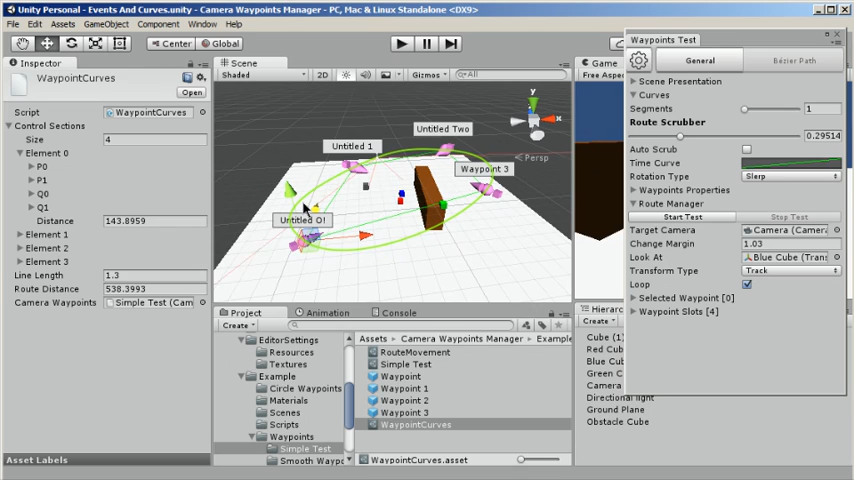 Unity Personal - Events And Curves.unity - Camera Waypoints Manager - PC, Mac & Linux Standalone <DX9>
File Edit Assets GameObject Component Window Help
Center Global
Inspector
WaypointCurves
Open
Script WaypointCurves
Control Sections
Size 4
Element 0
P0
P1
Q0
Q1
Distance 143.8959
Element 1
Element 2
Element 3
Line Length 1.3
Route Distance 538.3993
Camera Waypoints Simple Test (Cam
Asset Labels
Scene
Shaded 2D Gizmos All
Untitled 1
Untitled Two
Waypoint 3
Untitled O!
y
x
Persp
Game
Free Aspec
Project Animation Console
Create
EditorSettings
Resources
Textures
Example
Circle Waypoints
Materials
Scenes
Scripts
Waypoints
Simple Test
Smooth Waypo
Assets Camera Waypoints Manager Example
RouteMovement
Simple Test
Waypoint
Waypoint 1
Waypoint 2
Waypoint 3
WaypointCurves
WaypointCurves.asset
Hierarc
Create
Cube (1)
Red Cub
Blue Cub
Green C
Camera
Directional light
Ground Plane
Obstacle Cube
Waypoints Test
General Bézier Path
Scene Presentation
Curves
Segments 1
Route Scrubber
0.29514
Auto Scrub
Time Curve
Rotation Type Slerp
Waypoints Properties
Route Manager
Start Test Stop Test
Target Camera Camera (Camera
Change Margin 1.03
Look At Blue Cube (Trans
Transform Type Track
Loop
Selected Waypoint [0]
Waypoint Slots [4]